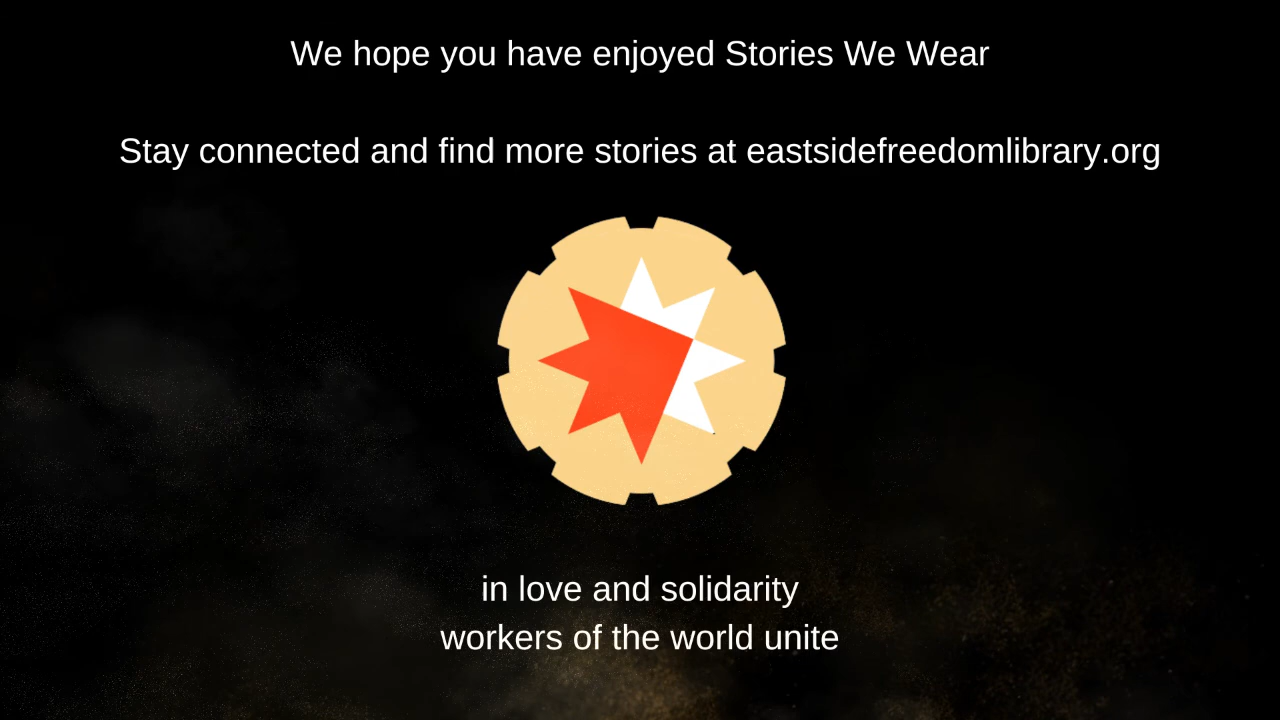 We hope you have enjoyed Stories We Wear
Stay connected and find more stories at eastsidefreedomlibrary.org
in love and solidarity
workers of the world unite